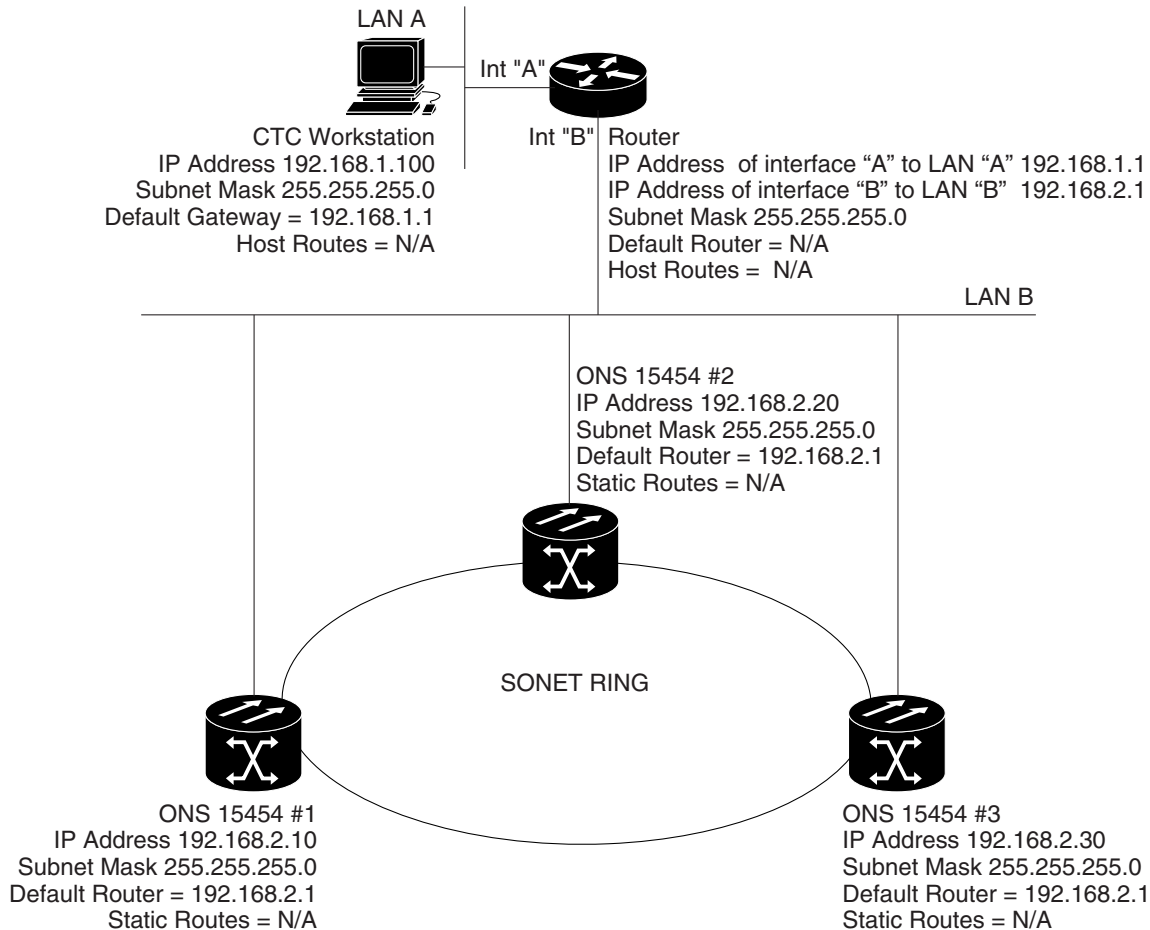 LAN A
Int "A"
CTC Workstation
IP Address 192.168.1.100
Subnet Mask 255.255.255.0
Default Gateway = 192.168.1.1
Host Routes = N/A
Int "B"
Router
IP Address of interface “A” to LAN “A” 192.168.1.1
IP Address of interface “B” to LAN “B” 192.168.2.1
Subnet Mask 255.255.255.0
Default Router = N/A
Host Routes = N/A
LAN B
ONS 15454 #2
IP Address 192.168.2.20
Subnet Mask 255.255.255.0
Default Router = 192.168.2.1
Static Routes = N/A
SONET RING
ONS 15454 #1
IP Address 192.168.2.10
Subnet Mask 255.255.255.0
Default Router = 192.168.2.1
Static Routes = N/A
ONS 15454 #3
IP Address 192.168.2.30
Subnet Mask 255.255.255.0
Default Router = 192.168.2.1
Static Routes = N/A